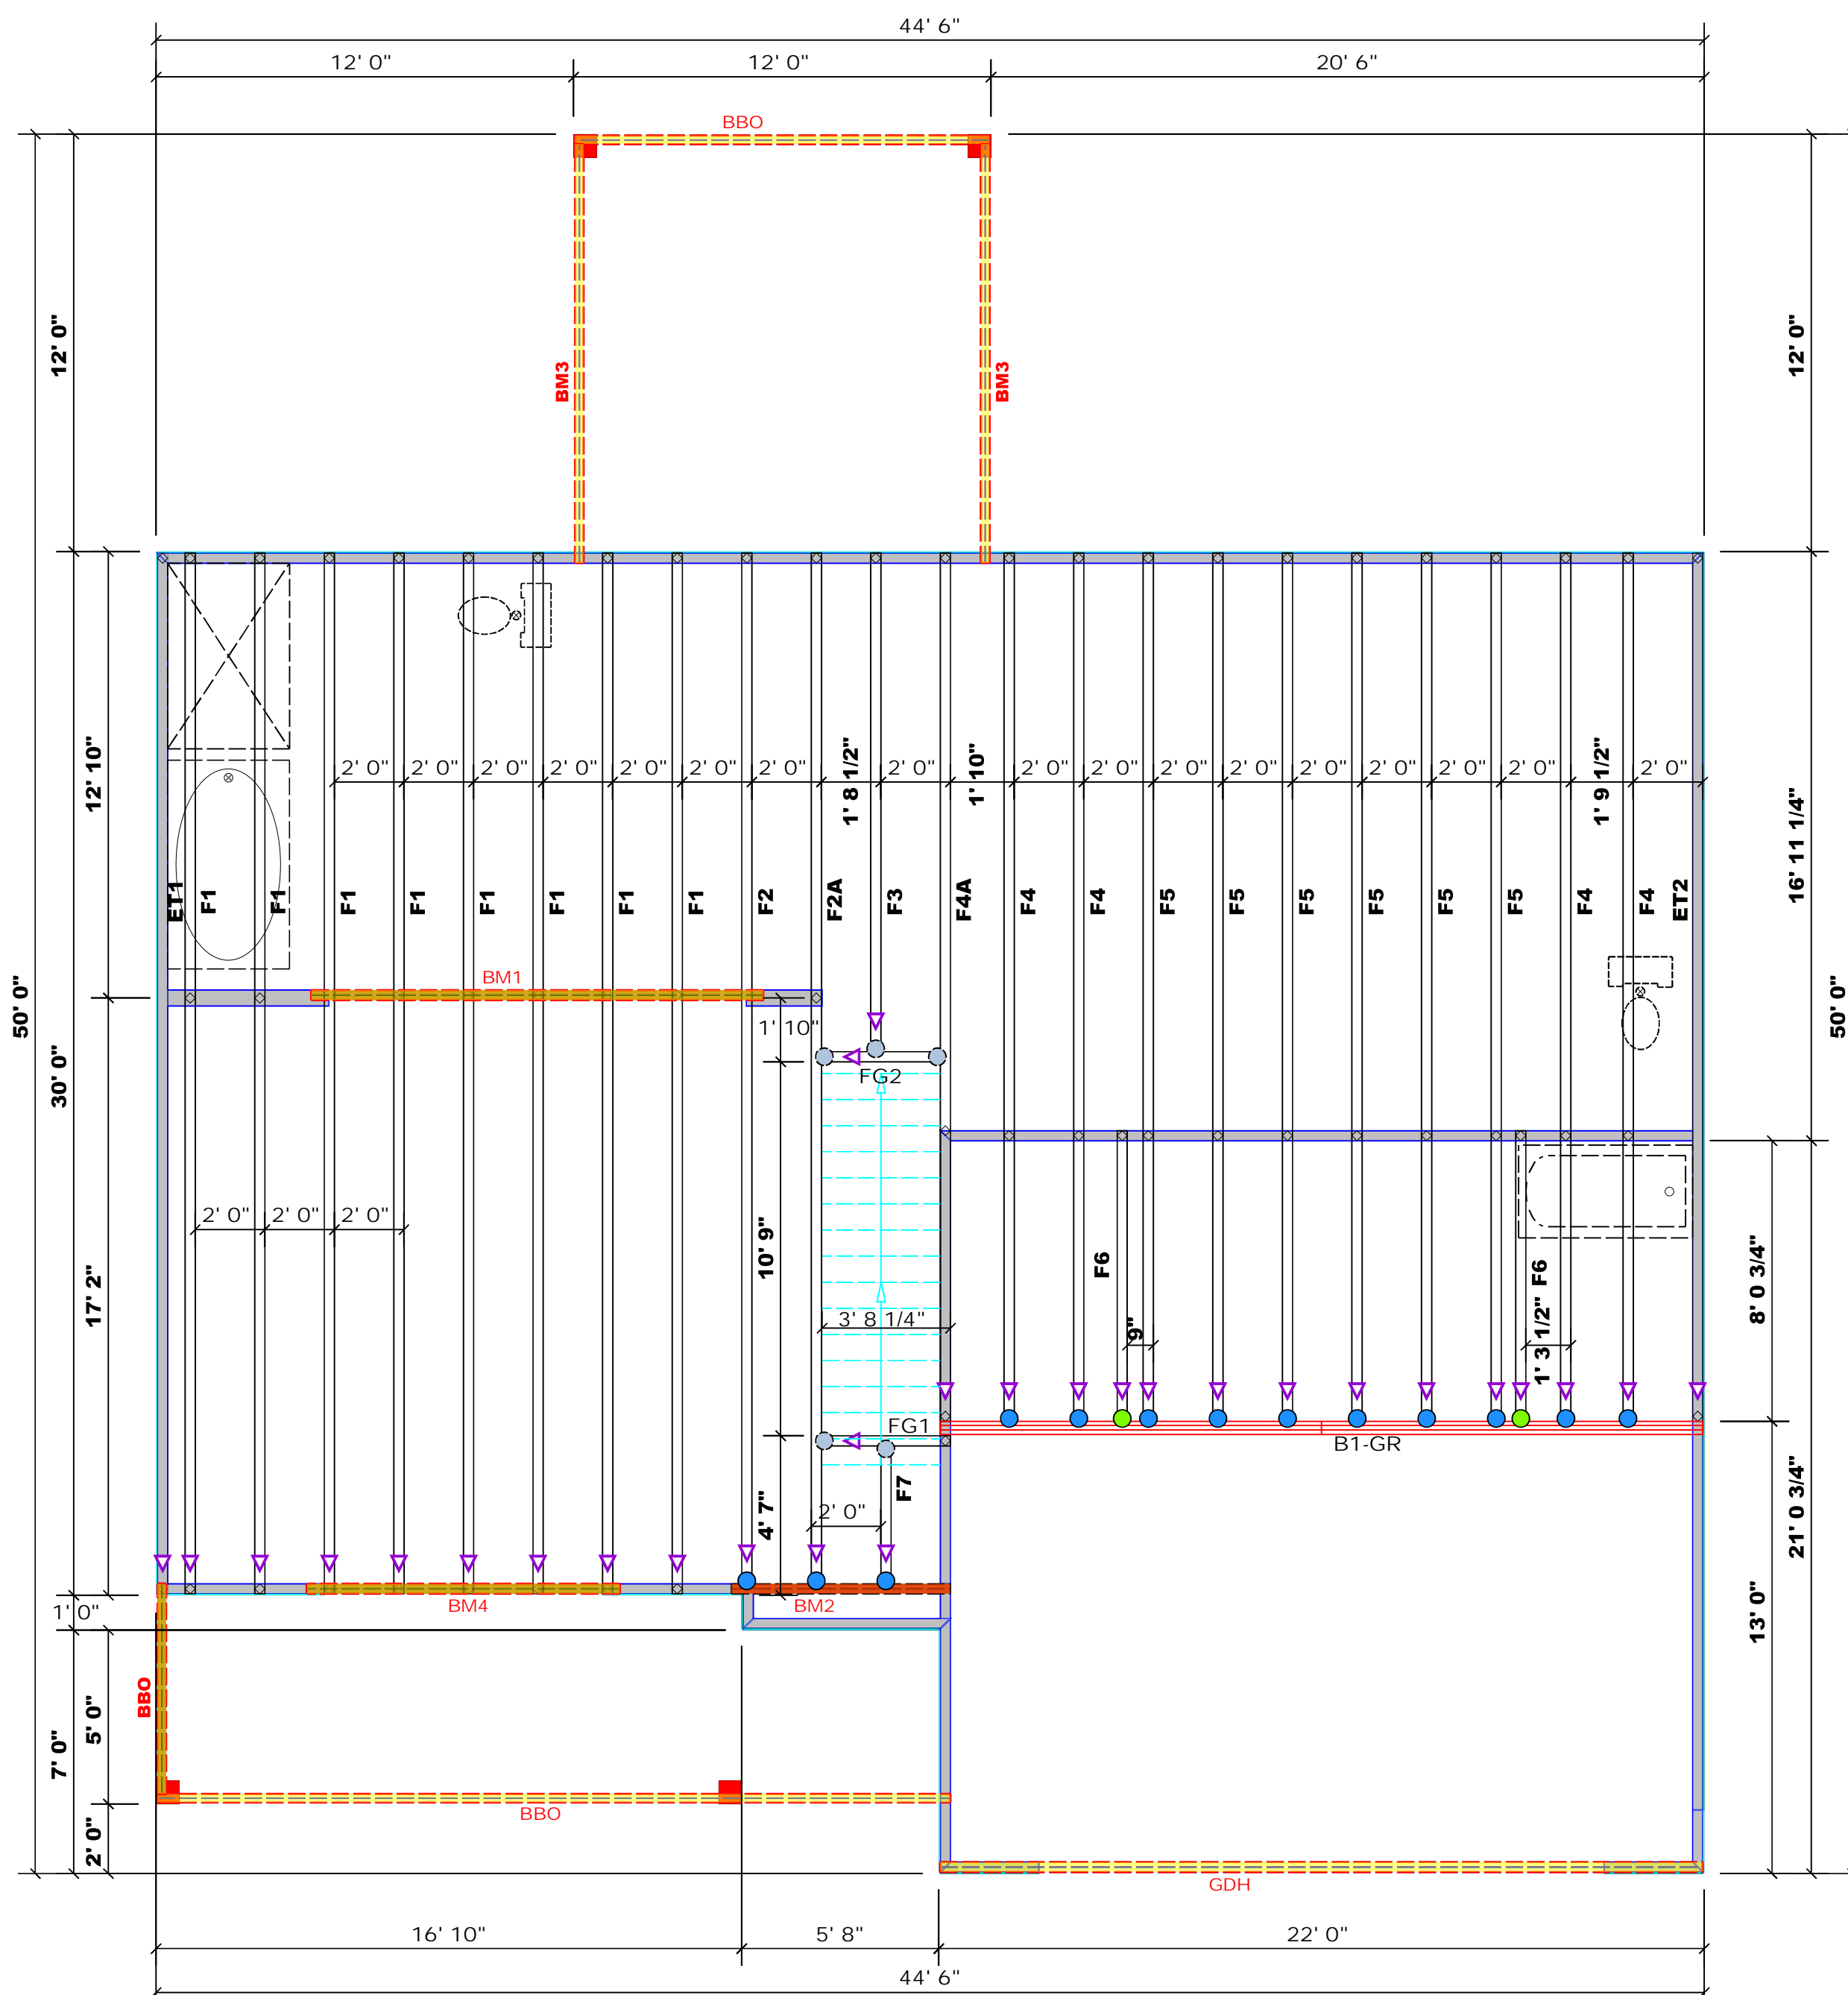 44' 6"
12' 0"
12' 0"
20' 6"
BBO
12' 0"
BM3
BM3
12' 0"
12' 10"
2' 0"
2' 0"
2' 0"
2' 0"
2' 0"
2' 0"
2' 0"
1' 8 1/2"
2' 0"
1' 10"
2' 0"
2' 0"
2' 0"
2' 0"
2' 0"
2' 0"
2' 0"
2' 0"
1' 9 1/2"
2' 0"
16' 11 1/4"
ET1
F1
F1
F1
F1
F1
F1
F1
F1
F2
F2A
F3
F4A
F4
F4
F5
F5
F5
F5
F5
F5
F4
F4
ET2
50' 0"
30' 0"
BM1
1' 10"
FG2
50' 0"
2' 0"
2' 0"
2' 0"
10' 9"
3' 8 1/4"
F6
9"
F6
1' 3 1/2"
8' 0 3/4"
17' 2"
FG1
B1-GR
F7
2' 0"
4' 7"
21' 0 3/4"
13' 0"
BM4
BM2
1' 0"
BBO
5' 0"
7' 0"
BBO
2' 0"
GDH
16' 10"
5' 8"
22' 0"
44' 6"